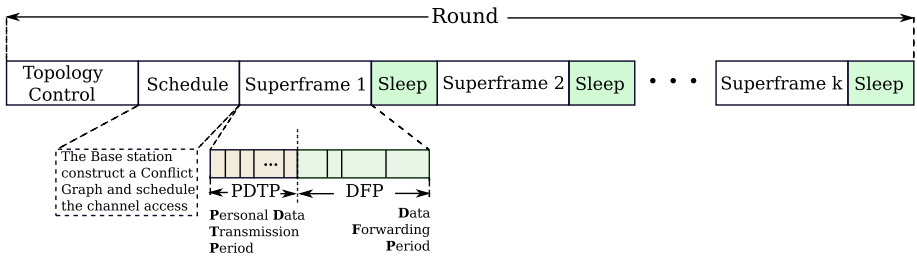 Round
Topology
Control
Schedule
Superframe 1
Sleep
Superframe 2
Sleep
• • •
Superframe k
Sleep
The Base station
construct a Conflict
Graph and schedule
the channel access
...
PDTP
DFP
Personal Data
Transmission
Period
Data
Forwarding
Period